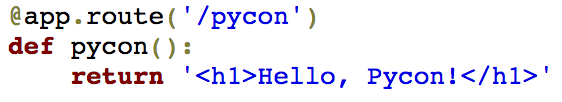 @app.route('/pycon')
def pycon():
    return '<h1>Hello, Pycon!</h1>'